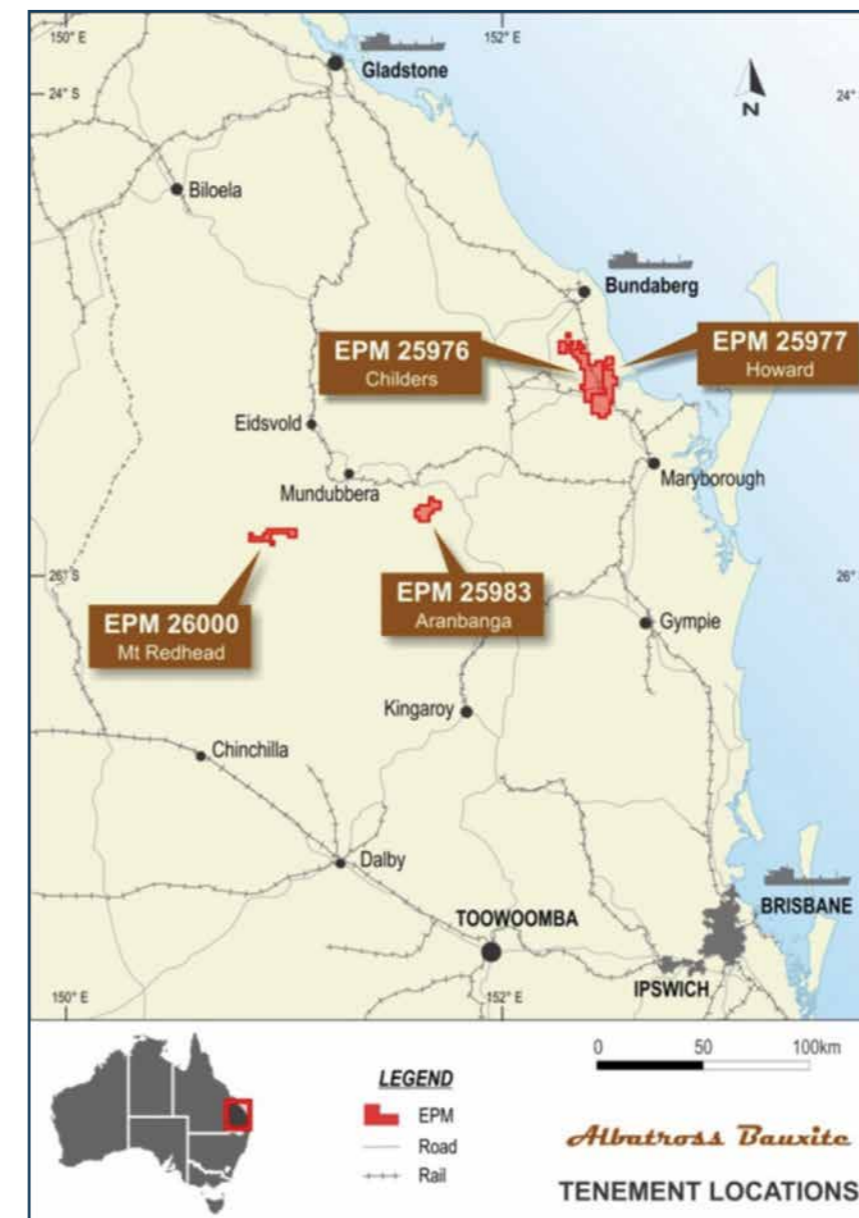 150° E
152° E
Gladstone
24° S
24°
N
Biloela
Bundaberg
EPM 25976
Childers
EPM 25977
Howard
Eidsvold
Mundubbera
Maryborough
26° S
26°
EPM 25983
Aranbanga
EPM 26000
Mt Redhead
Gympie
Kingaroy
Chinchilla
Dalby
TOOWOOMBA
BRISBANE
IPSWICH
150° E
152° E
LEGEND
EPM
Road
Rail
0 50 100km
Albatross Bauxite
TENEMENT LOCATIONS